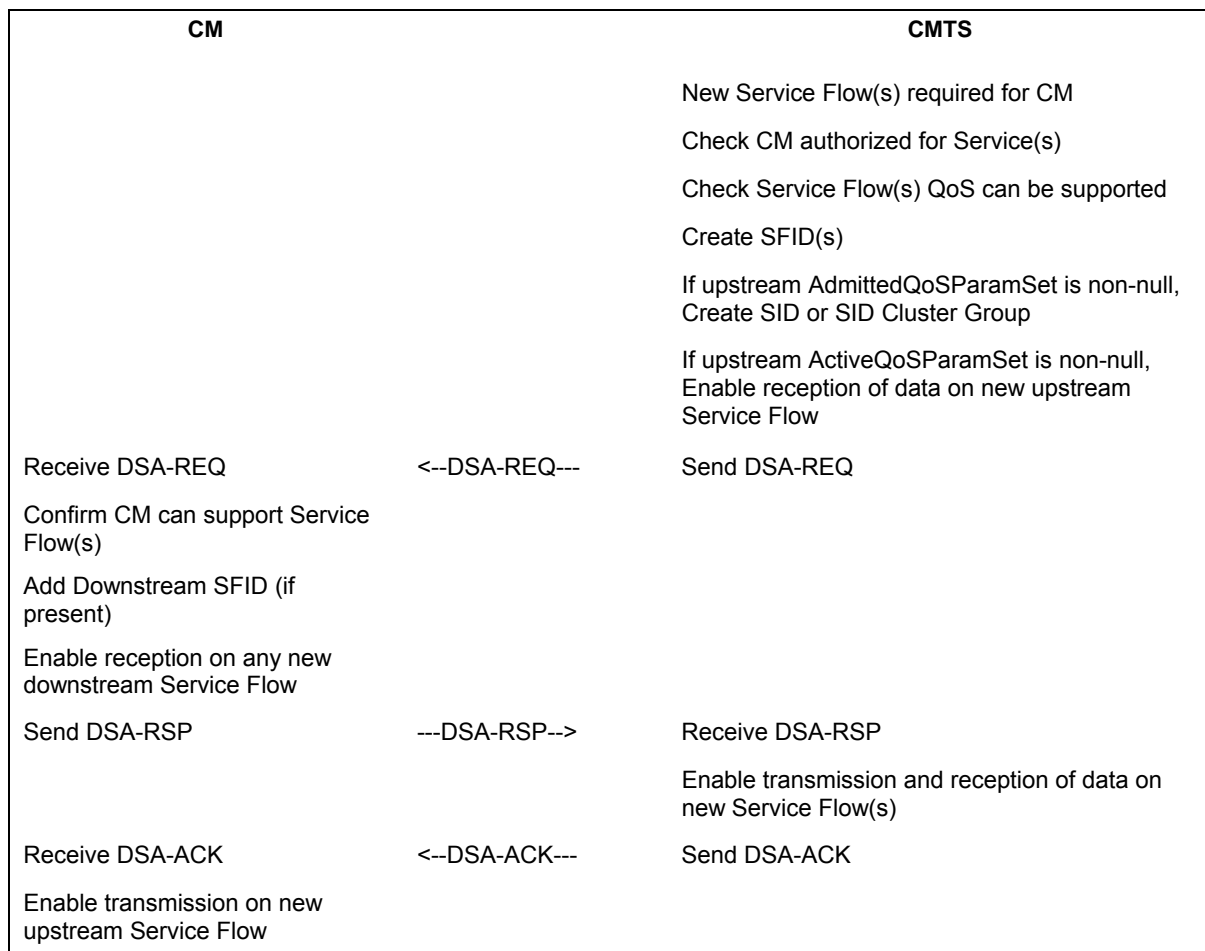 CM CMTS
New Service Flow(s) required for CM
Check CM authorized for Service(s)
Check Service Flow(s) QoS can be supported
Create SFID(s)
If upstream AdmittedQoSParamSet is non-null,
Create SID or SID Cluster Group
If upstream ActiveQoSParamSet is non-null,
Enable reception of data on new upstream
Service Flow
Receive DSA-REQ <--DSA-REQ--- Send DSA-REQ
Confirm CM can support Service
Flow(s)
Add Downstream SFID (if
present)
Enable reception on any new
downstream Service Flow
Send DSA-RSP ---DSA-RSP--> Receive DSA-RSP
Enable transmission and reception of data on
new Service Flow(s)
Receive DSA-ACK <--DSA-ACK--- Send DSA-ACK
Enable transmission on new
upstream Service Flow